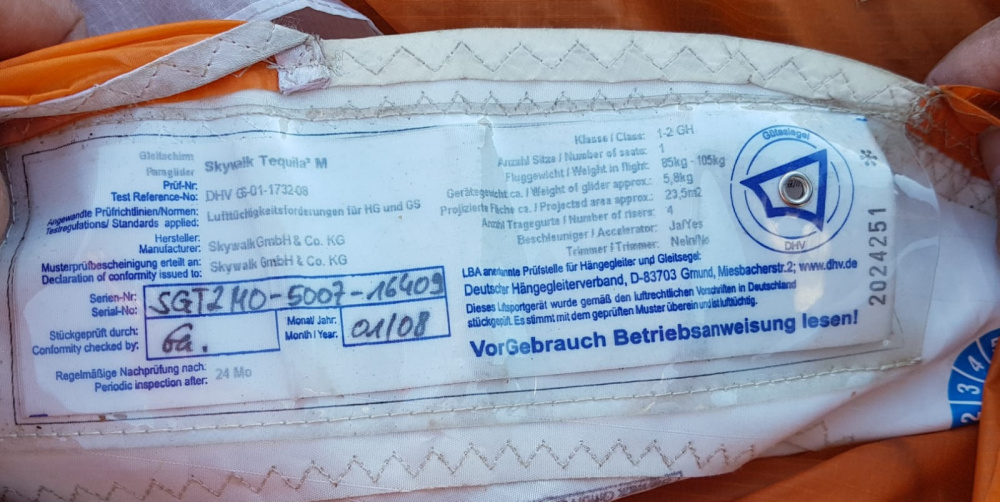 Gleitschirm
Paraglider Skywalk Tequila² M
Prüf-Nr:
Test Reference-No: DHV GS-01-1732-08
Angewandte Prüfrichtlinien/Normen:
Testregulations/ Standards applied: Lufttüchigkeitsforderungen für HG und GS
Hersteller:
Manufacturer: Skywalk GmbH & Co. KG
Musterprüfbescheinigung erteilt an:
Declaration of conformity issued to: Skywalk GmbH & Co. KG
Serien-Nr:
Serial-No: SGT2MO-5007-16409
Stückgeprüft durch:
Conformity checked by: Ga.
Monat/ Jahr:
Month / Year: 01/08
Regelmäßige Nachprüfung nach:
Periodic inspection after: 24 Mo
Klasse / Class: 1-2 GH
Anzahl Sitze / Number of seats: 1
Fluggewicht / Weight in flight: 85kg - 105kg
Gerätegewicht ca. / Weight of glider approx.: 5,8kg
Projizierte Fläche ca. / Projected area approx.: 23,5m2
Anzahl Tragegurte / Number of risers: 4
Beschleuniger / Accelerator: Ja/Yes
Trimmer / Trimmer: Nein/No
LBA anerkannte Prüfstelle für Hängegleiter und Gleitsegel:
Deutscher Hängegleiterverband, D-83703 Gmund, Miesbacherstr.2; www.dhv.de
Dieses Luftsportgerät wurde gemäß den luftrechtlichen Vorschriften in Deutschland
stückgeprüft. Es stimmt mit dem geprüften Muster überein und ist lufttüchtig.
Vor Gebrauch Betriebsanweisung lesen!
Gütesiegel
DHV
2024251 *
2 3 4